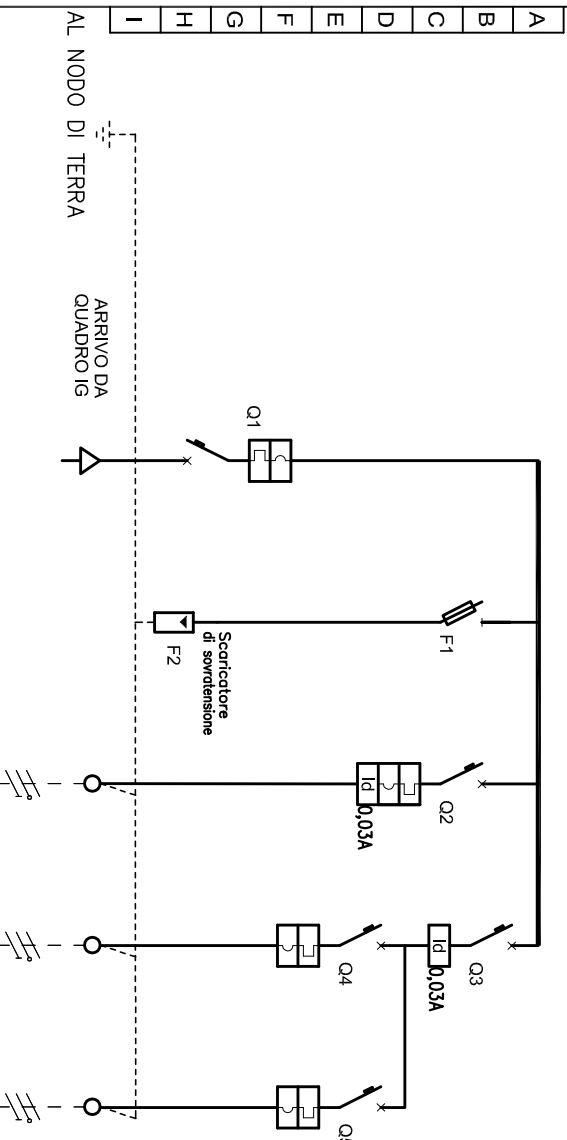 A
B
C
D
E
F
G
H
I
AL NODO DI TERRA
ARRIVO DA
QUADRO IG
Q1
F1
F2
Scaricatore
di sovratensione
Q2
Id
0,03A
Q3
Id
0,03A
Q4